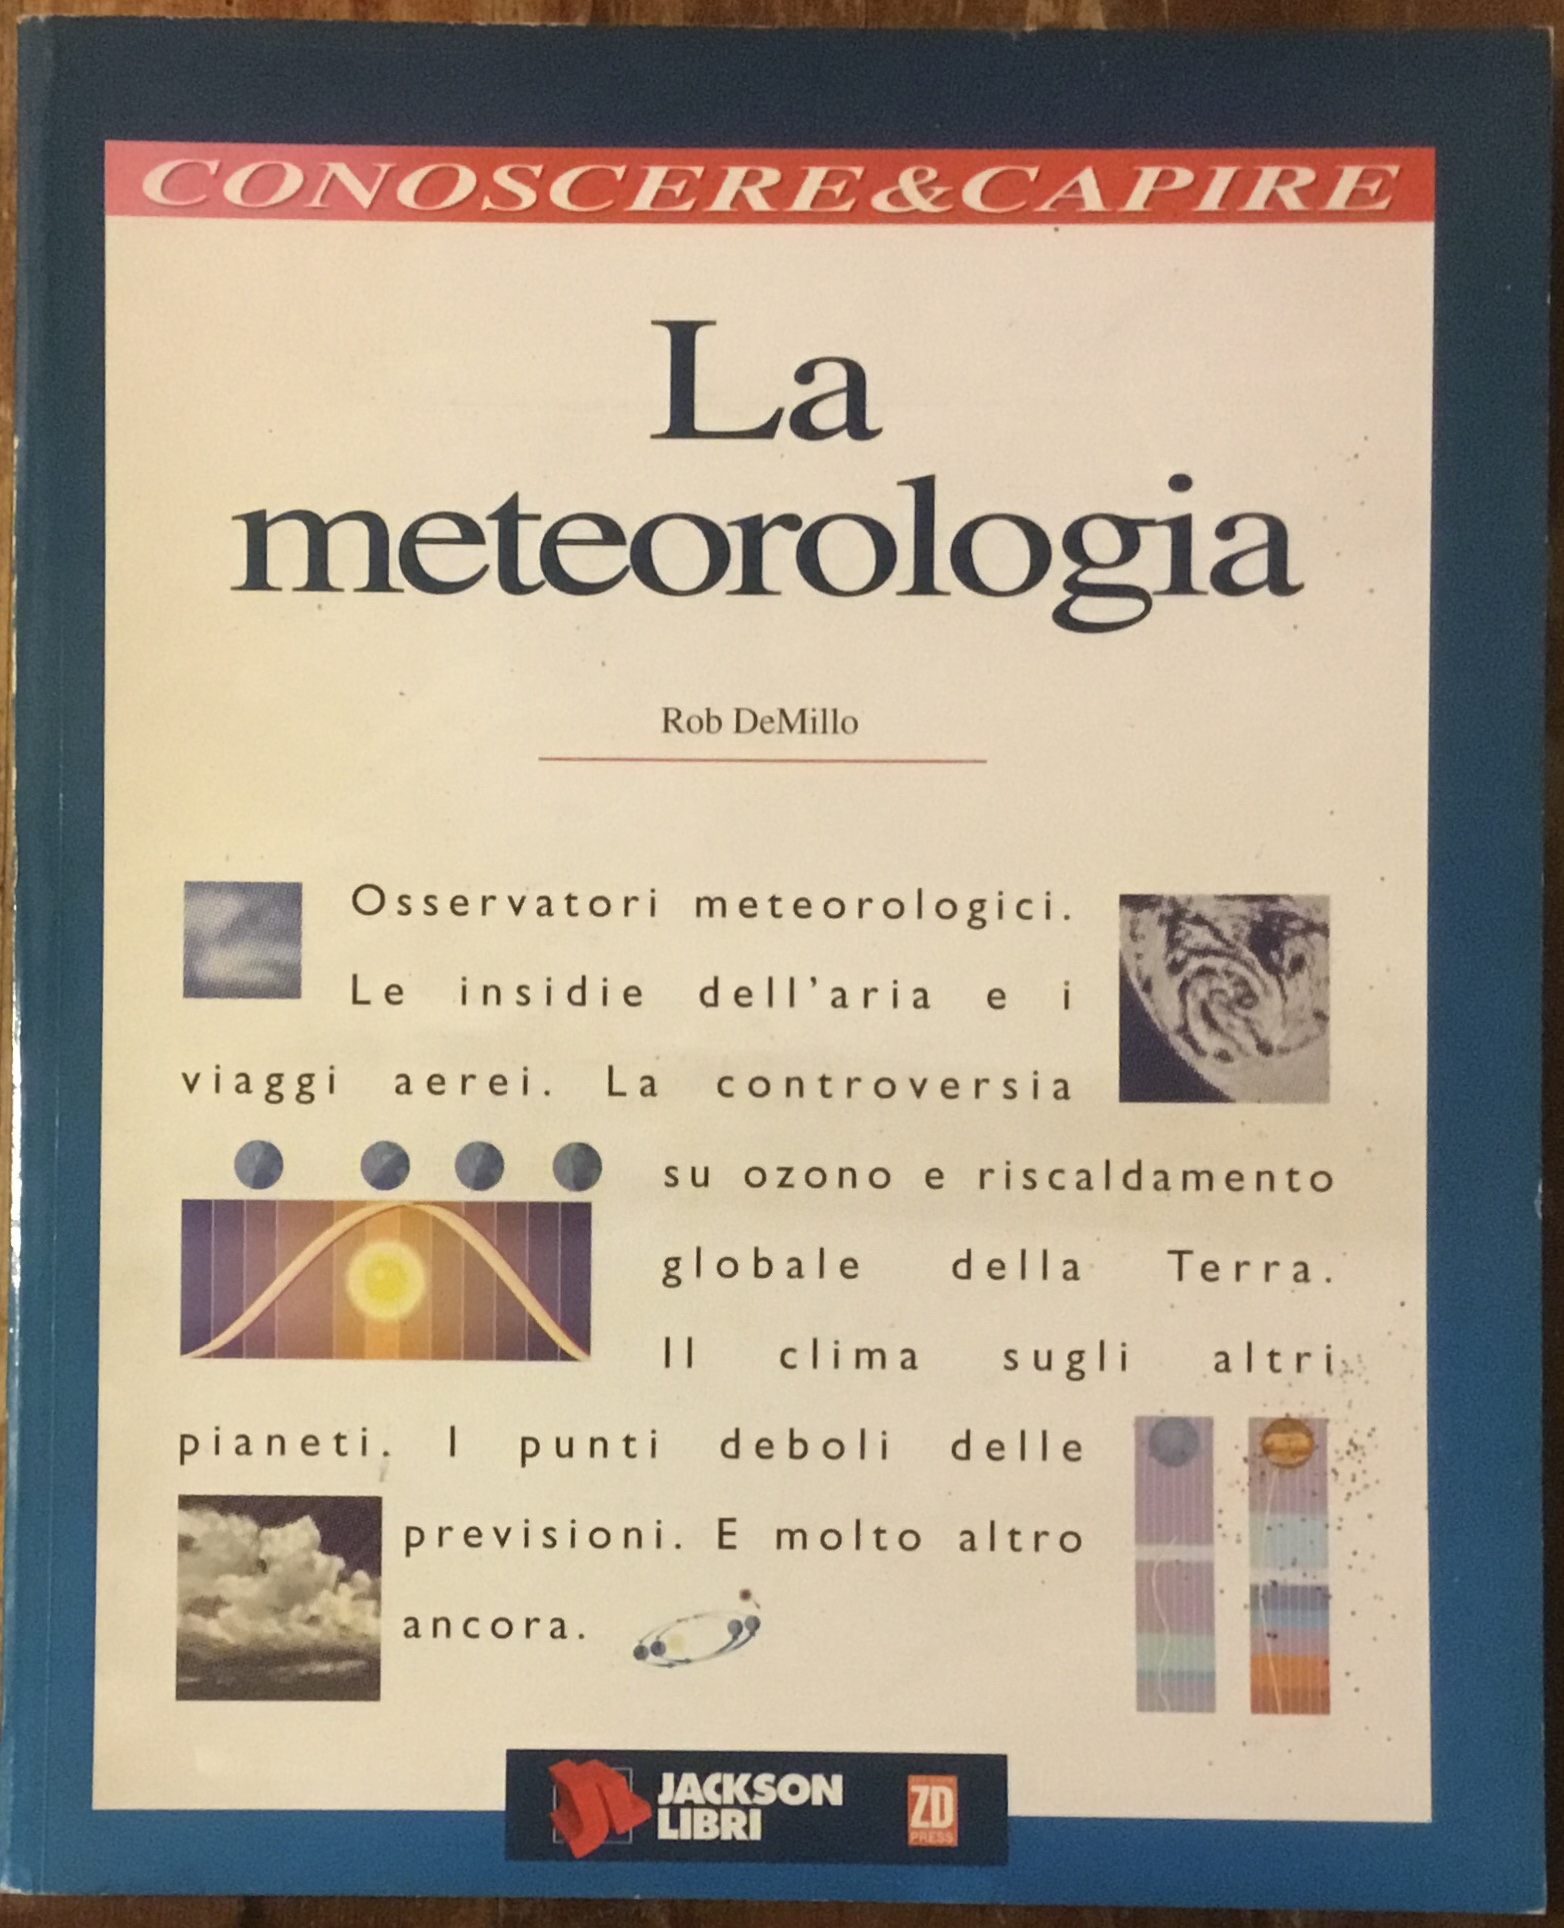 CONOSCERE&CAPIRE
La
meteorologia
Rob DeMillo
Osservatori meteorologici.
Le insidie dell'aria e i
viaggi aerei. La controversia
su ozono e riscaldamento
globale della Terra.
Il clima sugli altri
pianeti. I punti deboli delle
previsioni. E molto altro
ancora.
JACKSON
LIBRI
ZD
PRESS